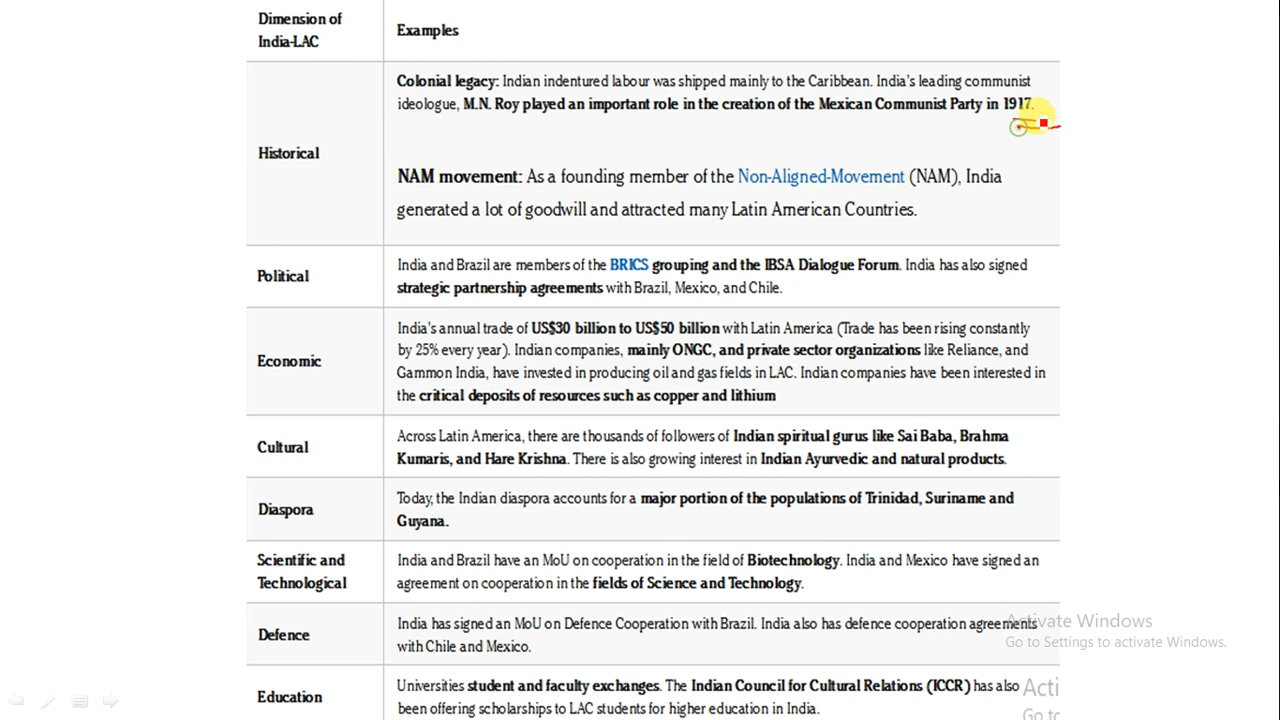 Dimension of
India-LAC
Examples
Historical
Colonial legacy: Indian indentured labour was shipped mainly to the Caribbean. India's leading communist
ideologue, M.N. Roy played an important role in the creation of the Mexican Communist Party in 1917.
NAM movement: As a founding member of the Non-Aligned-Movement (NAM), India
generated a lot of goodwill and attracted many Latin American Countries.
Political
India and Brazil are members of the BRICS grouping and the IBSA Dialogue Forum. India has also signed
strategic partnership agreements with Brazil, Mexico, and Chile.
Economic
India's annual trade of US$30 billion to US$50 billion with Latin America (Trade has been rising constantly
by 25% every year). Indian companies, mainly ONGC, and private sector organizations like Reliance, and
Gammon India, have invested in producing oil and gas fields in LAC. Indian companies have been interested in
the critical deposits of resources such as copper and lithium
Cultural
Across Latin America, there are thousands of followers of Indian spiritual gurus like Sai Baba, Brahma
Kumaris, and Hare Krishna. There is also growing interest in Indian Ayurvedic and natural products.
Diaspora
Today, the Indian diaspora accounts for a major portion of the populations of Trinidad, Suriname and
Guyana.
Scientific and
Technological
India and Brazil have an MoU on cooperation in the field of Biotechnology. India and Mexico have signed an
agreement on cooperation in the fields of Science and Technology.
Defence
India has signed an MoU on Defence Cooperation with Brazil. India also has defence cooperation agreements
with Chile and Mexico.
Education
Universities student and faculty exchanges. The Indian Council for Cultural Relations (ICCR) has also
been offering scholarships to LAC students for higher education in India.
Activate Windows
Go to Settings to activate Windows.
Acti
Go to